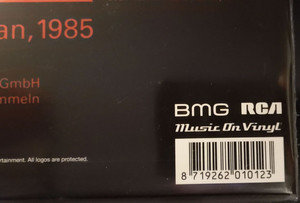 an, 1985
GmbH
mmeln
BMG RCA
Music On Vinyl
rtainment. All logos are protected.
8 719262 010123